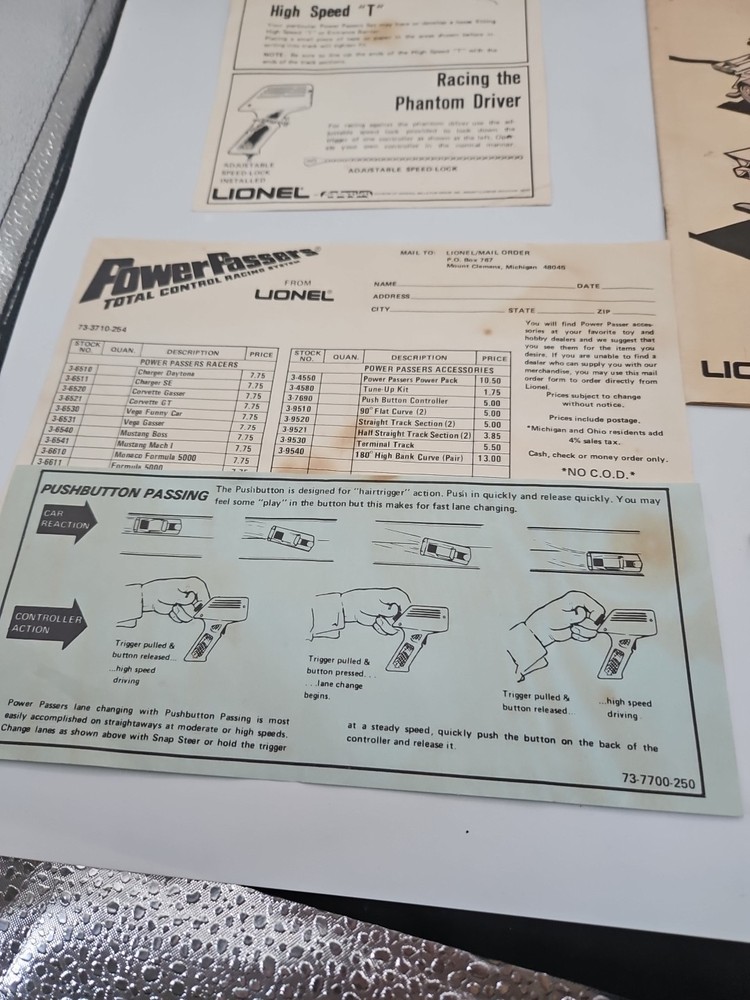 High Speed "T"
Racing the
Phantom Driver
ADJUSTABLE
SPEED-LOCK
INSTALLED
ADJUSTABLE SPEED-LOCK
LIONEL
PowerPassers
TOTAL CONTROL RACING SYSTEM
FROM
LIONEL
73-3710-254
MAIL TO: LIONEL/MAIL ORDER
P.O. Box 767
Mount Clemens, Michigan 48045
NAME DATE
ADDRESS
CITY STATE ZIP
STOCK NO. QUAN. DESCRIPTION PRICE
POWER PASSERS RACERS
3-6510 Charger Daytona 7.75
3-6511 Charger SE 7.75
3-6520 Corvette Gasser 7.75
3-6521 Corvette GT 7.75
3-6530 Vega Funny Car 7.75
3-6531 Vega Gasser 7.75
3-6540 Mustang Boss 7.75
3-6541 Mustang Mach I 7.75
3-6610 Monaco Formula 5000 7.75
3-6611 Formula 5000
STOCK NO. QUAN. DESCRIPTION PRICE
POWER PASSERS ACCESSORIES
3-4550 Power Passers Power Pack 10.50
3-4580 Tune-Up Kit 1.75
3-7690 Push Button Controller 5.00
3-9510 90° Flat Curve (2) 5.00
3-9520 Straight Track Section (2) 5.00
3-9521 Half Straight Track Section (2) 3.85
3-9530 Terminal Track 5.50
3-9540 180° High Bank Curve (Pair) 13.00
You will find Power Passer acces-
sories at your favorite toy and
hobby dealers and we suggest that
you see them for the items you
desire. If you are unable to find a
dealer who can supply you with our
merchandise, you may use this mail
order form to order directly from
Lionel.
Prices subject to change
without notice.
Prices include postage.
*Michigan and Ohio residents add
4% sales tax.
Cash, check or money order only.
*NO C.O.D.*
LIO
PUSHBUTTON PASSING The Pushbutton is designed for "hairtrigger" action. Push in quickly and release quickly. You may
feel some "play" in the button but this makes for fast lane changing.
CAR
REACTION
CONTROLLER
ACTION
Trigger pulled &
button released...
...high speed
driving
Trigger pulled &
button pressed. . .
. . .lane change
begins.
Trigger pulled &
button released...
...high speed
driving.
Power Passers lane changing with Pushbutton Passing is most
easily accomplished on straightaways at moderate or high speeds.
Change lanes as shown above with Snap Steer or hold the trigger
at a steady speed, quickly push the button on the back of the
controller and release it.
73-7700-250